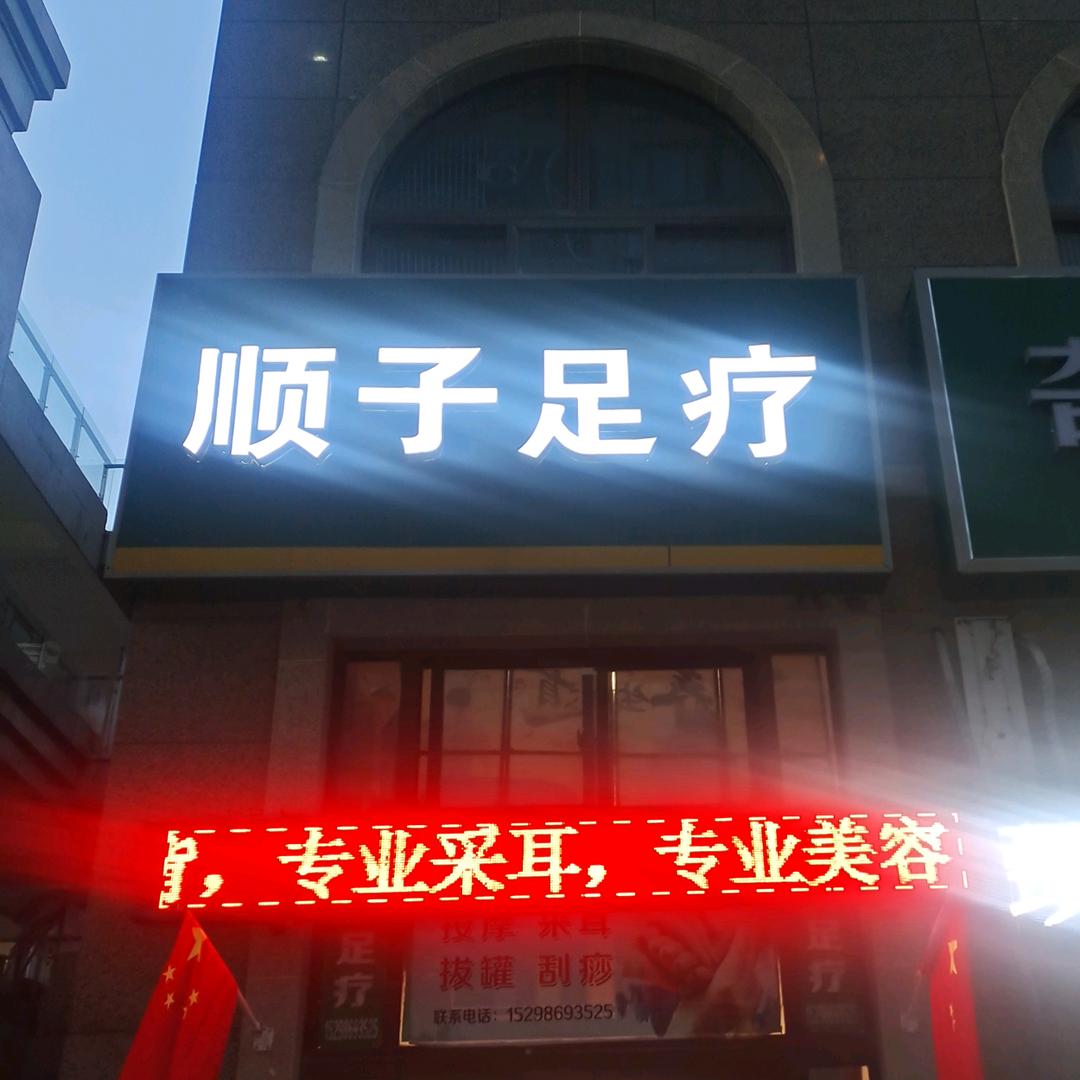 顺子足疗
，专业采耳，专业美容
按摩 采耳
拔罐 刮痧
联系电话：15298693525
足疗
15298693525
足疗